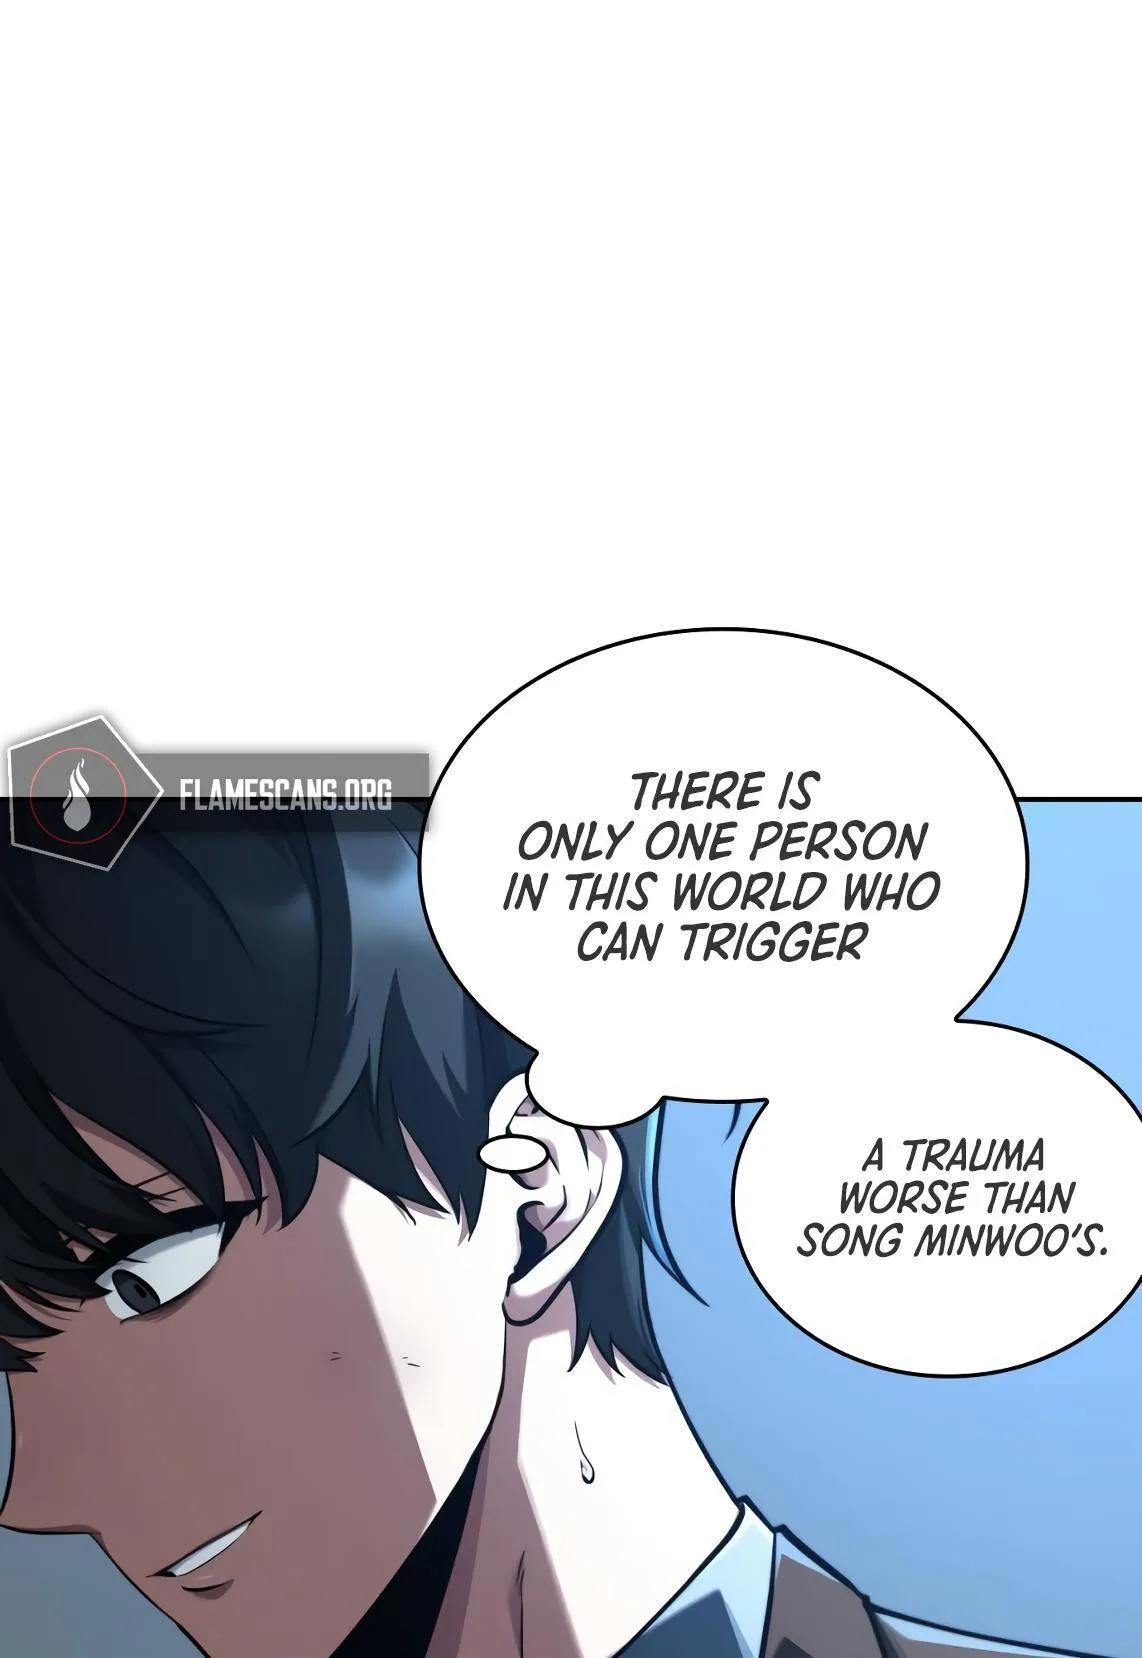 FLAMESCANS.ORG
THERE IS
ONLY ONE PERSON
IN THIS WORLD WHO
CAN TRIGGER
A TRAUMA
WORSE THAN
SONG MINWOO'S.